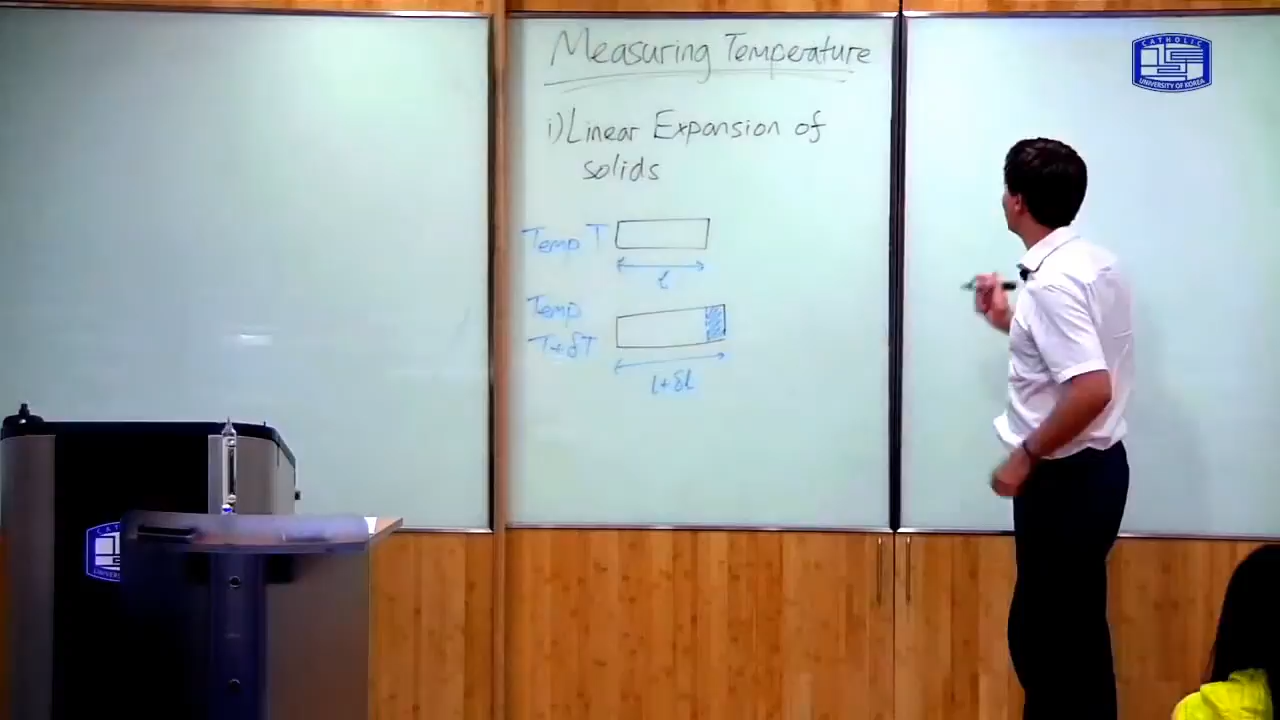 Measuring Temperature
i) Linear Expansion of
solids
Temp T
l
Temp
T+δT
l+δl
CATHOLIC
UNIVERSITY OF KOREA